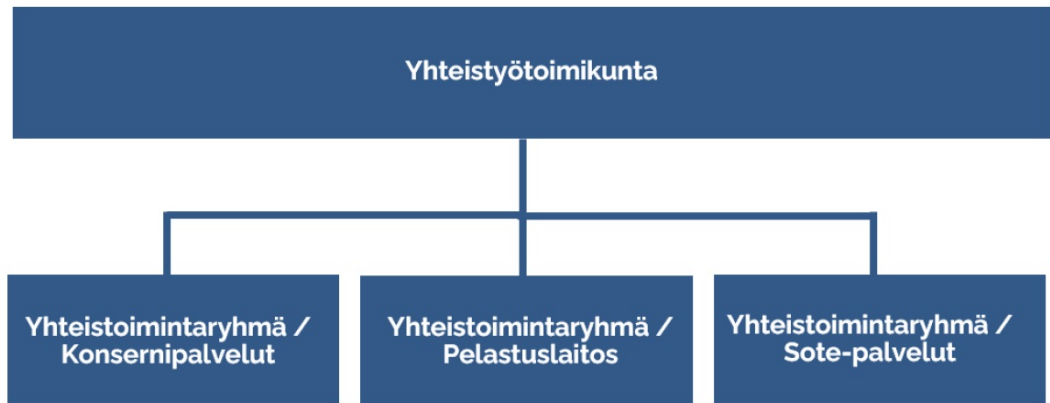 Yhteistyötoimikunta
Yhteistoimintaryhmä /
Konsernipalvelut
Yhteistoimintaryhmä /
Pelastuslaitos
Yhteistoimintaryhmä /
Sote-palvelut